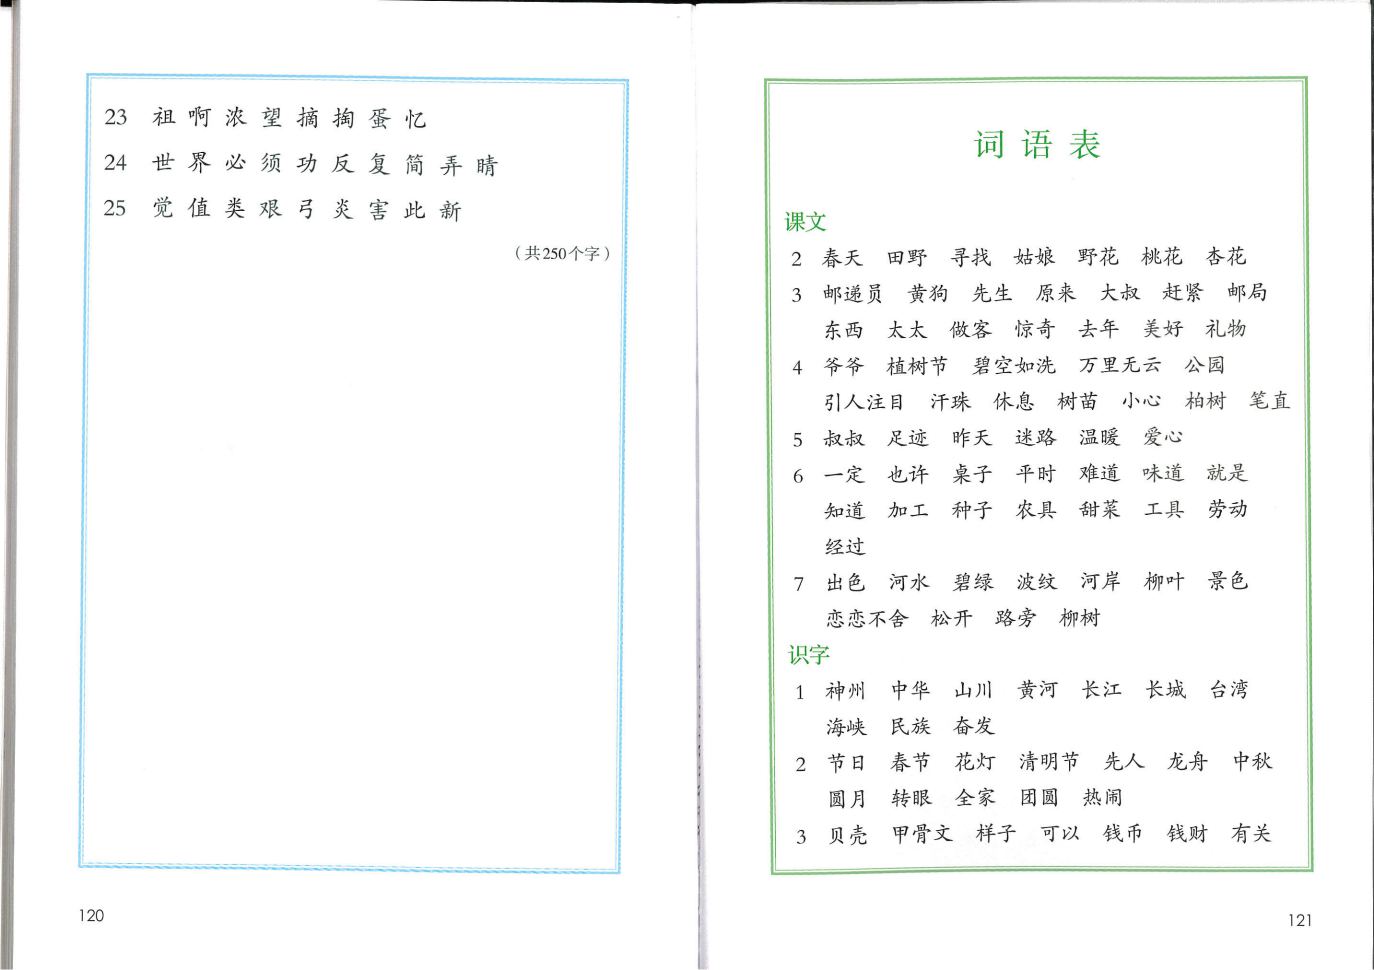 23 祖 啊 浓 望 摘 掏 蛋 忆
24 世 界 必 须 功 反 复 简 弄 晴
25 觉 值 类 艰 弓 炎 害 此 新
（共250个字）
120
词 语 表
课文
2 春天 田野 寻找 姑娘 野花 桃花 杏花
3 邮递员 黄狗 先生 原来 大叔 赶紧 邮局
东西 太太 做客 惊奇 去年 美好 礼物
4 爷爷 植树节 碧空如洗 万里无云 公园
引人注目 汗珠 休息 树苗 小心 柏树 笔直
5 叔叔 足迹 昨天 迷路 温暖 爱心
6 一定 也许 桌子 平时 难道 味道 就是
知道 加工 种子 农具 甜菜 工具 劳动
经过
7 出色 河水 碧绿 波纹 河岸 柳叶 景色
恋恋不舍 松开 路旁 柳树
识字
1 神州 中华 山川 黄河 长江 长城 台湾
海峡 民族 奋发
2 节日 春节 花灯 清明节 先人 龙舟 中秋
圆月 转眼 全家 团圆 热闹
3 贝壳 甲骨文 样子 可以 钱币 钱财 有关
121